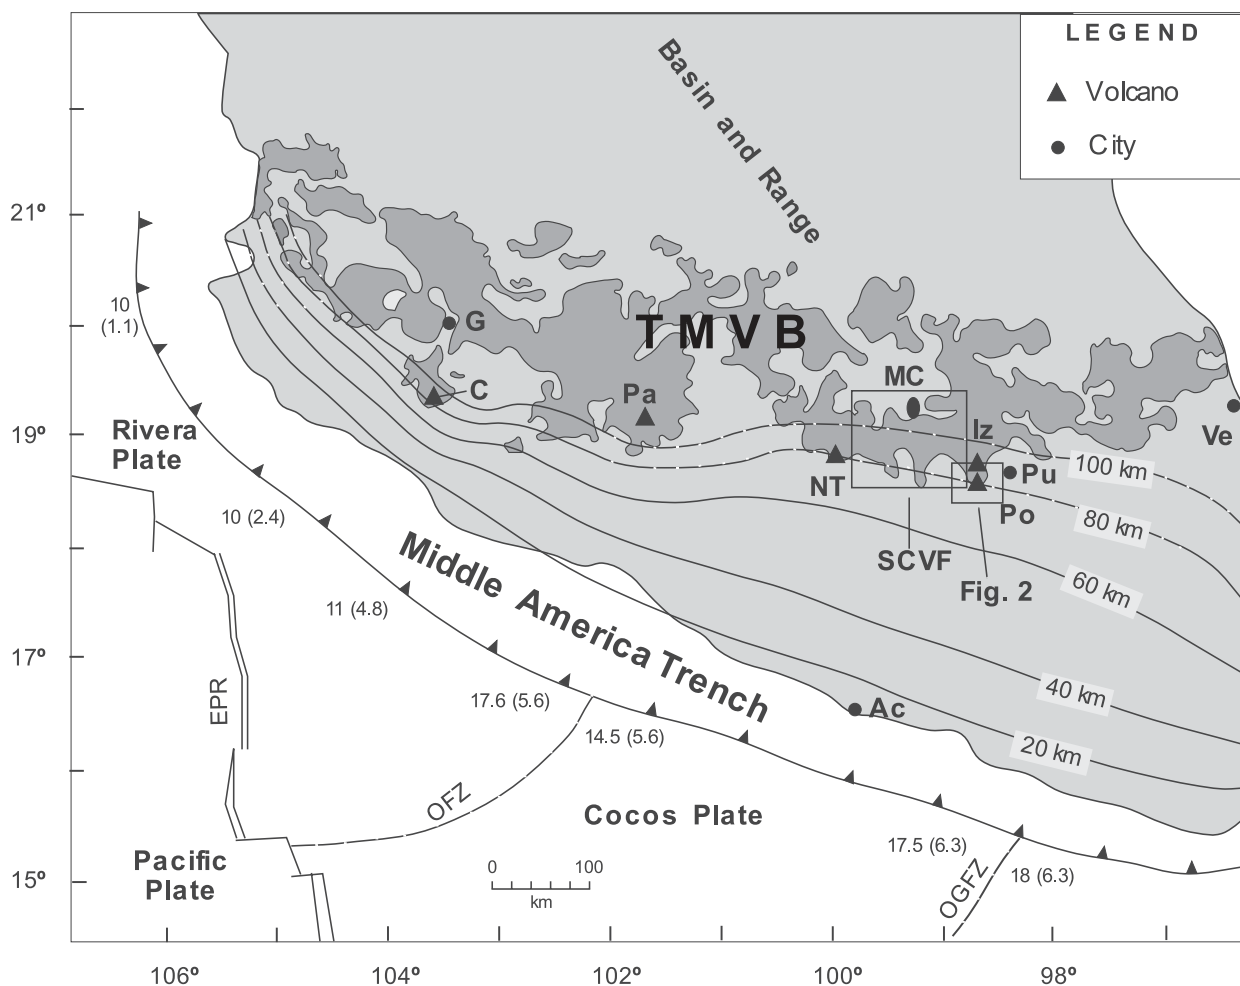 LEGEND
Volcano
City
Basin and Range
21º
19º
17º
15º
10
(1.1)
G
TMVB
C
Pa
MC
Iz
Ve
Rivera
Plate
NT
Pu
Po
100 km
80 km
SCVF
Fig. 2
60 km
10 (2.4)
11 (4.8)
Middle America Trench
40 km
EPR
17.6 (5.6)
14.5 (5.6)
Ac
20 km
OFZ
Cocos Plate
17.5 (6.3)
18 (6.3)
OGFZ
Pacific
Plate
0 100
km
106º 104º 102º 100º 98º